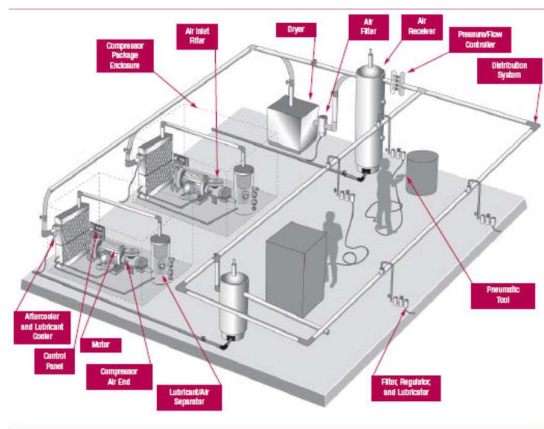 Compressor
Package
Enclosure
Air Inlet
Filter
Dryer
Air
Filter
Air
Receiver
Pressure/Flow
Controller
Distribution
System
Aftercooler
and Lubricant
Cooler
Control
Panel
Motor
Compressor
Air End
Lubricant/Air
Separator
Filter, Regulator,
and Lubricator
Pneumatic
Tool